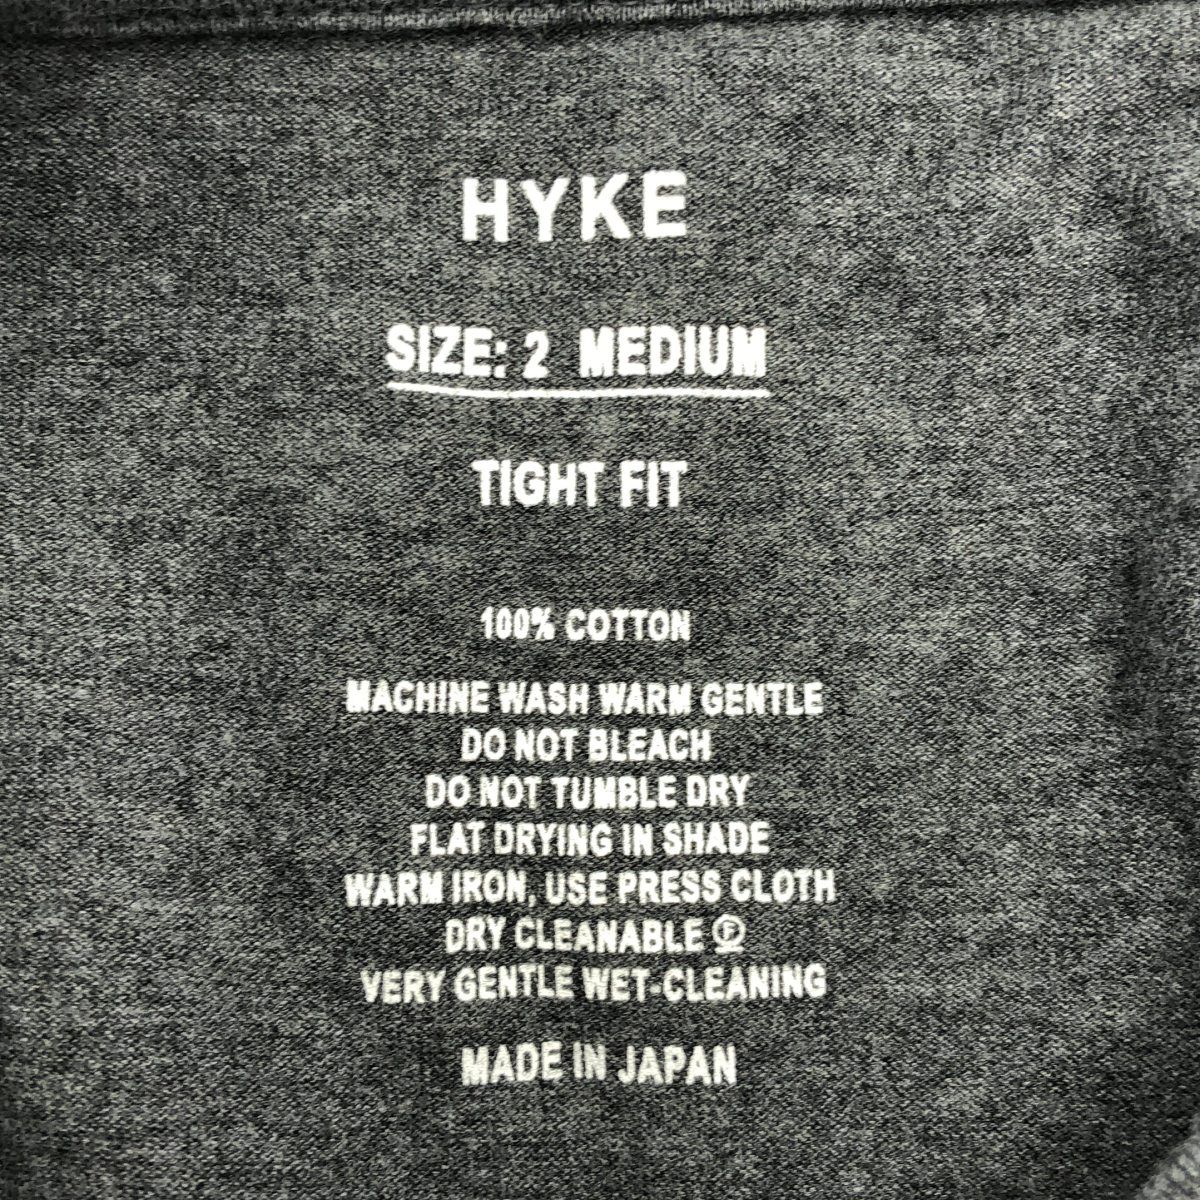 HYKE
SIZE: 2 MEDIUM
TIGHT FIT
100% COTTON
MACHINE WASH WARM GENTLE
DO NOT BLEACH
DO NOT TUMBLE DRY
FLAT DRYING IN SHADE
WARM IRON, USE PRESS CLOTH
DRY CLEANABLE Ⓕ
VERY GENTLE WET-CLEANING
MADE IN JAPAN